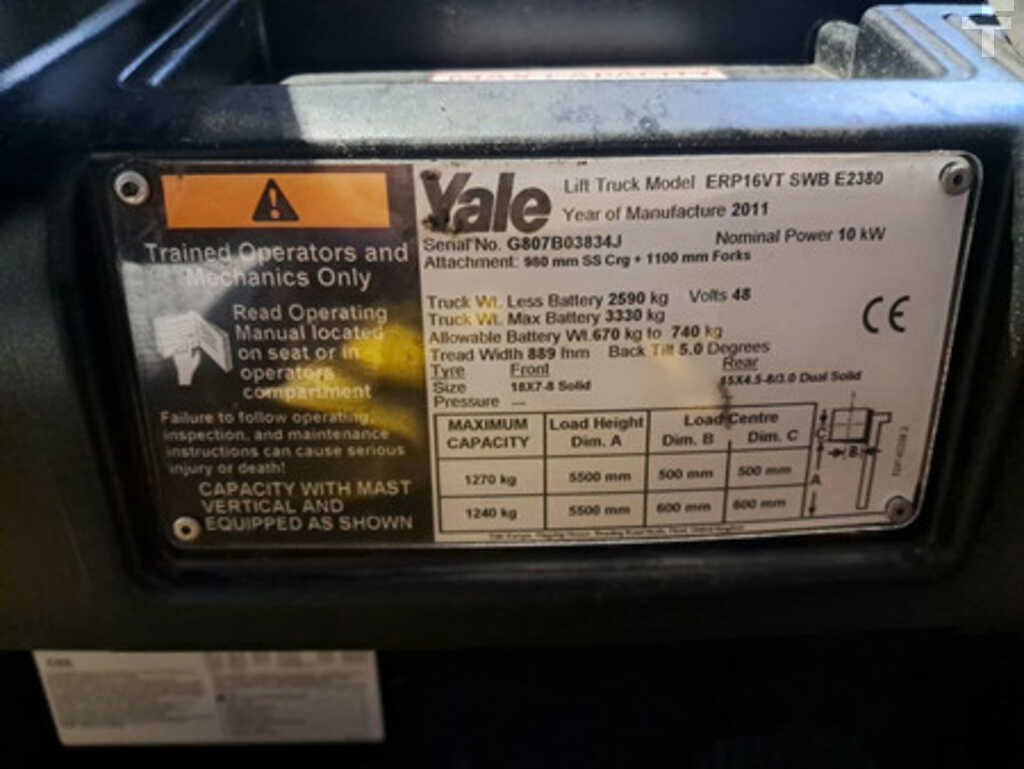 MAX CAPACITY
Trained Operators and
Mechanics Only
Read Operating
Manual located
on seat or in
operators
compartment
Failure to follow operating,
inspection, and maintenance
instructions can cause serious
injury or death!
CAPACITY WITH MAST
VERTICAL AND
EQUIPPED AS SHOWN
Yale
Lift Truck Model ERP16VT SWB E2380
Year of Manufacture 2011
Serial No. G807B03834J Nominal Power 10 kW
Attachment: 980 mm SS Crg + 1100 mm Forks
Truck Wt. Less Battery 2590 kg Volts 48
Truck Wt. Max Battery 3330 kg
Allowable Battery Wt. 670 kg to 740 kg
Tread Width 889 mm Back Tilt 5.0 Degrees
Tyre Front Rear
Size 18X7-8 Solid 15X4.5-8/3.0 Dual Solid
Pressure —
CE
MAXIMUM CAPACITY Load Height Dim. A Load Centre Dim. B Dim. C
1270 kg 5500 mm 500 mm 500 mm
1240 kg 5500 mm 600 mm 600 mm
C
B
A